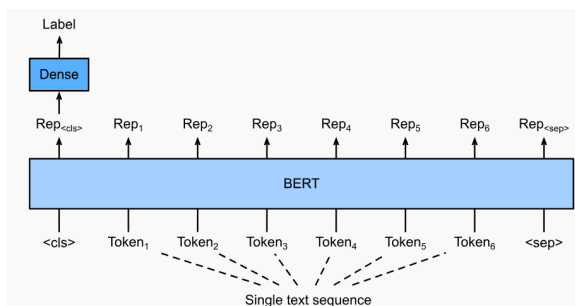 Label
Dense
Rep<cls> Rep1 Rep2 Rep3 Rep4 Rep5 Rep6 Rep<sep>
BERT
<cls> Token1 Token2 Token3 Token4 Token5 Token6 <sep>
Single text sequence